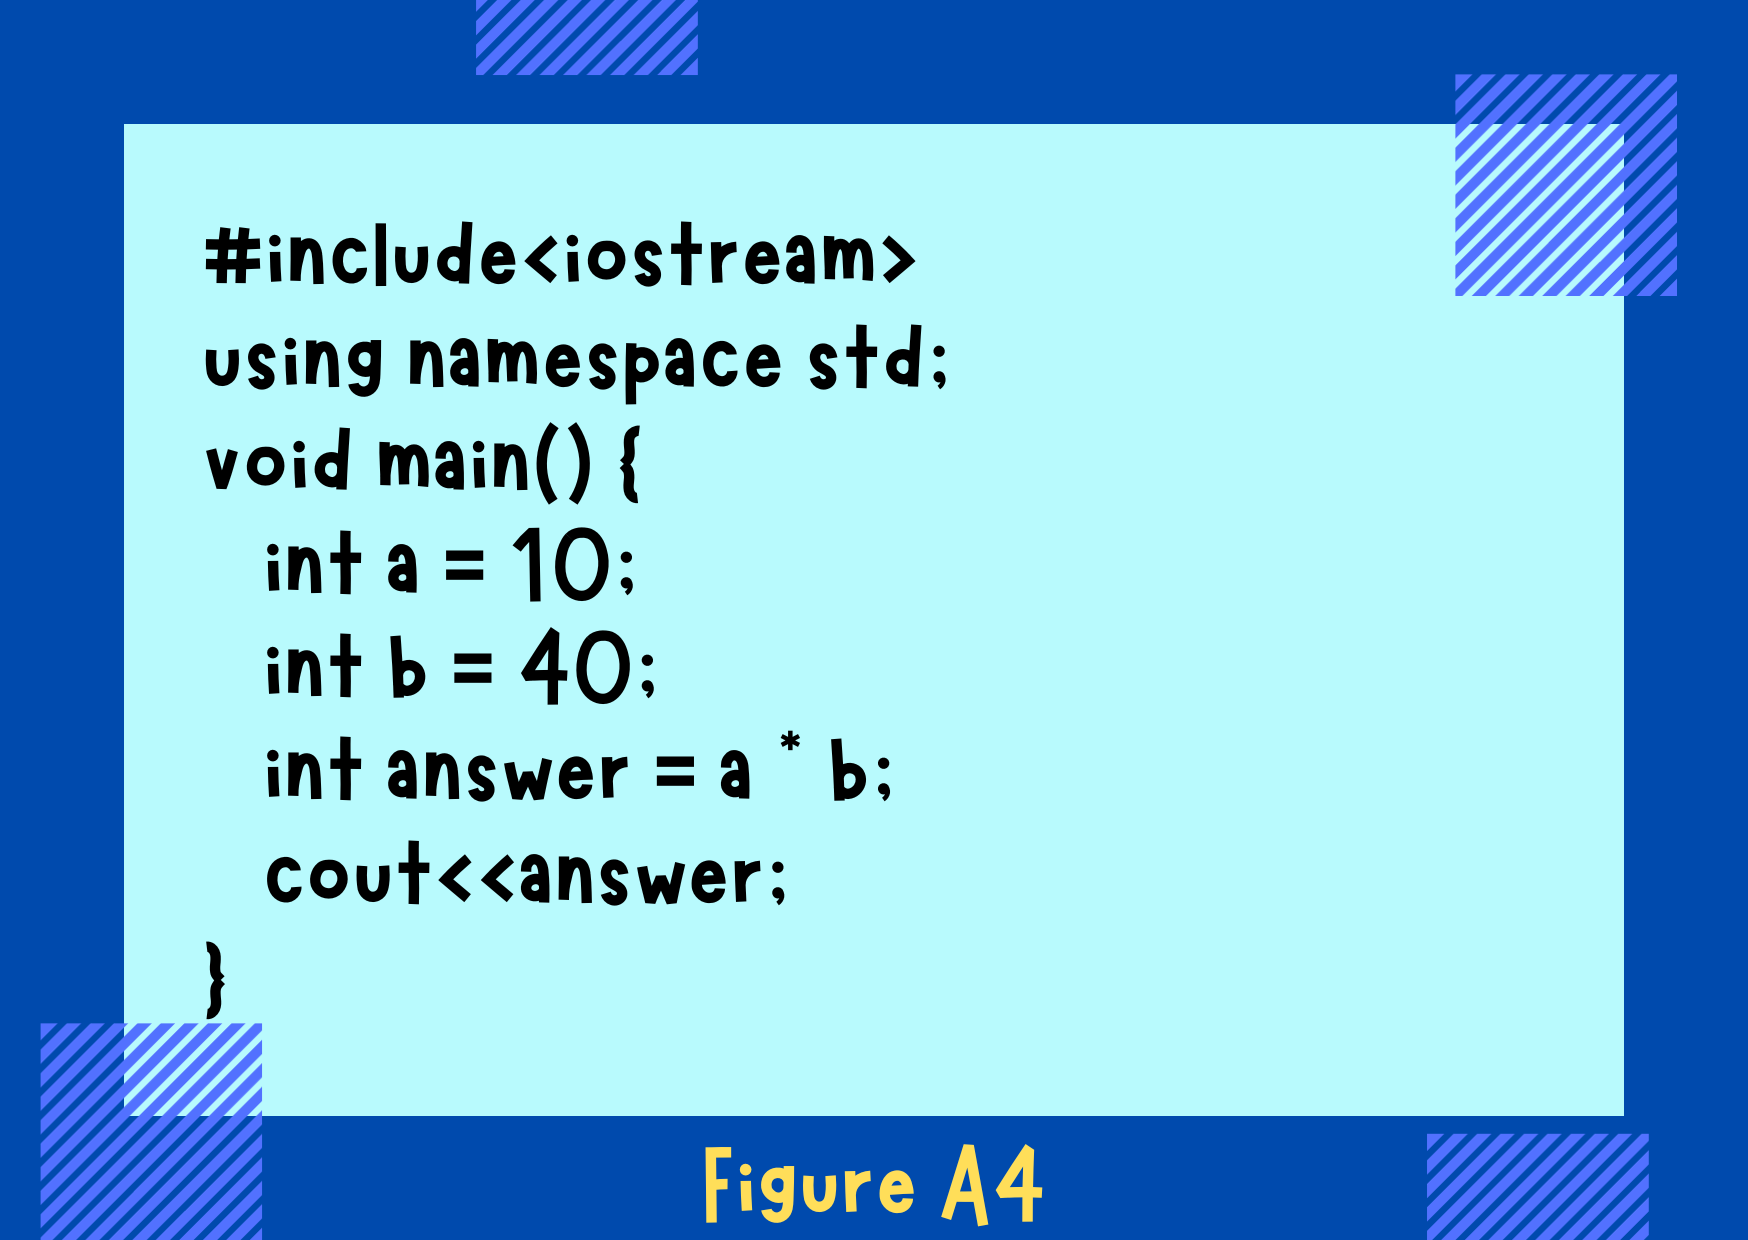 #include<iostream>
using namespace std;
void main() {
int a = 10;
int b = 40;
int answer = a * b;
cout<<answer;
}
Figure A4